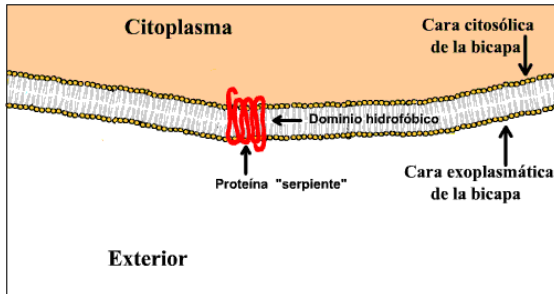 Citoplasma
Cara citosólica
de la bicapa
Dominio hidrofóbico
Proteína "serpiente"
Cara exoplasmática
de la bicapa
Exterior